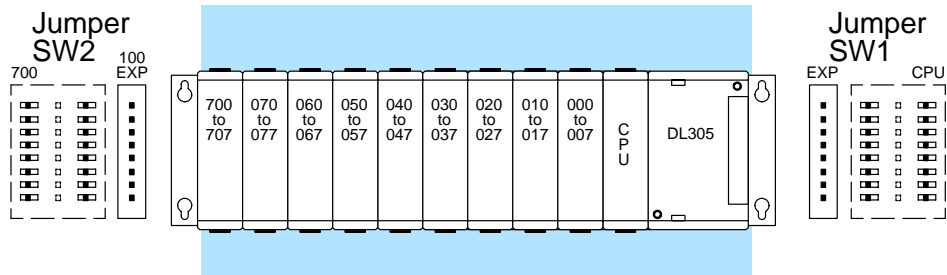 Jumper
SW2
700
100
EXP
700
to
707
070
to
077
060
to
067
050
to
057
040
to
047
030
to
037
020
to
027
010
to
017
000
to
007
C
P
U
DL305
Jumper
SW1
EXP
CPU